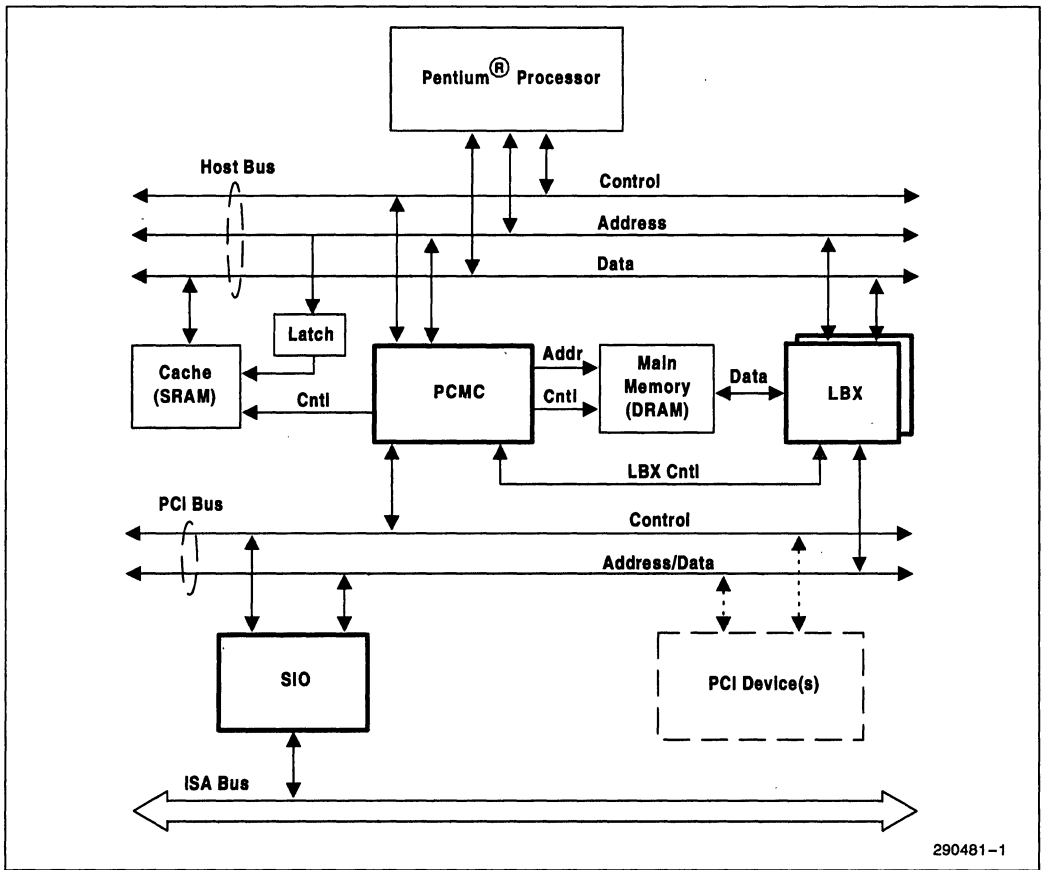 Pentium® Processor
Host Bus
Control
Address
Data
Latch
Cache
(SRAM)
Cntl
PCMC
Addr
Cntl
Main
Memory
(DRAM)
Data
LBX
LBX Cntl
PCI Bus
Control
Address/Data
SIO
PCI Device(s)
ISA Bus
290481–1